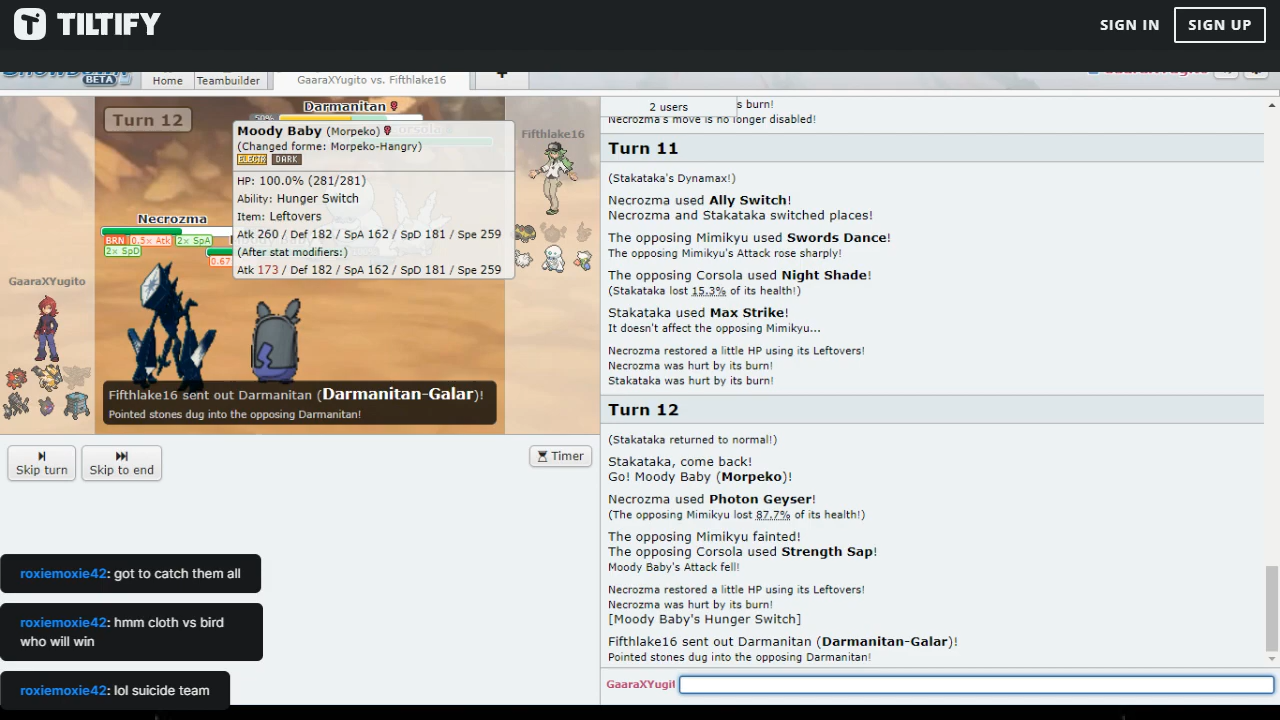 TILTIFY
SIGN IN
SIGN UP
BETA
Home
Teambuilder
GaaraXYugito vs. Fifthlake16
2 users
s burn!
Necrozma's move is no longer disabled!
Turn 12
Darmanitan
Fifthlake16
Moody Baby (Morpeko)
(Changed forme: Morpeko-Hangry)
ELECTR DARK
HP: 100.0% (281/281)
Ability: Hunger Switch
Item: Leftovers
Atk 260 / Def 182 / SpA 162 / SpD 181 / Spe 259
(After stat modifiers:)
Atk 173 / Def 182 / SpA 162 / SpD 181 / Spe 259
Necrozma
BRN 0.5× Atk 2× SpA
2× SpD
0.67
GaaraXYugito
Fifthlake16 sent out Darmanitan (Darmanitan-Galar)!
Pointed stones dug into the opposing Darmanitan!
Skip turn
Skip to end
Timer
roxiemoxie42: got to catch them all
roxiemoxie42: hmm cloth vs bird
who will win
roxiemoxie42: lol suicide team
Turn 11
(Stakataka's Dynamax!)
Necrozma used Ally Switch!
Necrozma and Stakataka switched places!
The opposing Mimikyu used Swords Dance!
The opposing Mimikyu's Attack rose sharply!
The opposing Corsola used Night Shade!
(Stakataka lost 15.3% of its health!)
Stakataka used Max Strike!
It doesn't affect the opposing Mimikyu...
Necrozma restored a little HP using its Leftovers!
Necrozma was hurt by its burn!
Stakataka was hurt by its burn!
Turn 12
(Stakataka returned to normal!)
Stakataka, come back!
Go! Moody Baby (Morpeko)!
Necrozma used Photon Geyser!
(The opposing Mimikyu lost 87.7% of its health!)
The opposing Mimikyu fainted!
The opposing Corsola used Strength Sap!
Moody Baby's Attack fell!
Necrozma restored a little HP using its Leftovers!
Necrozma was hurt by its burn!
[Moody Baby's Hunger Switch]
Fifthlake16 sent out Darmanitan (Darmanitan-Galar)!
Pointed stones dug into the opposing Darmanitan!
GaaraXYugit